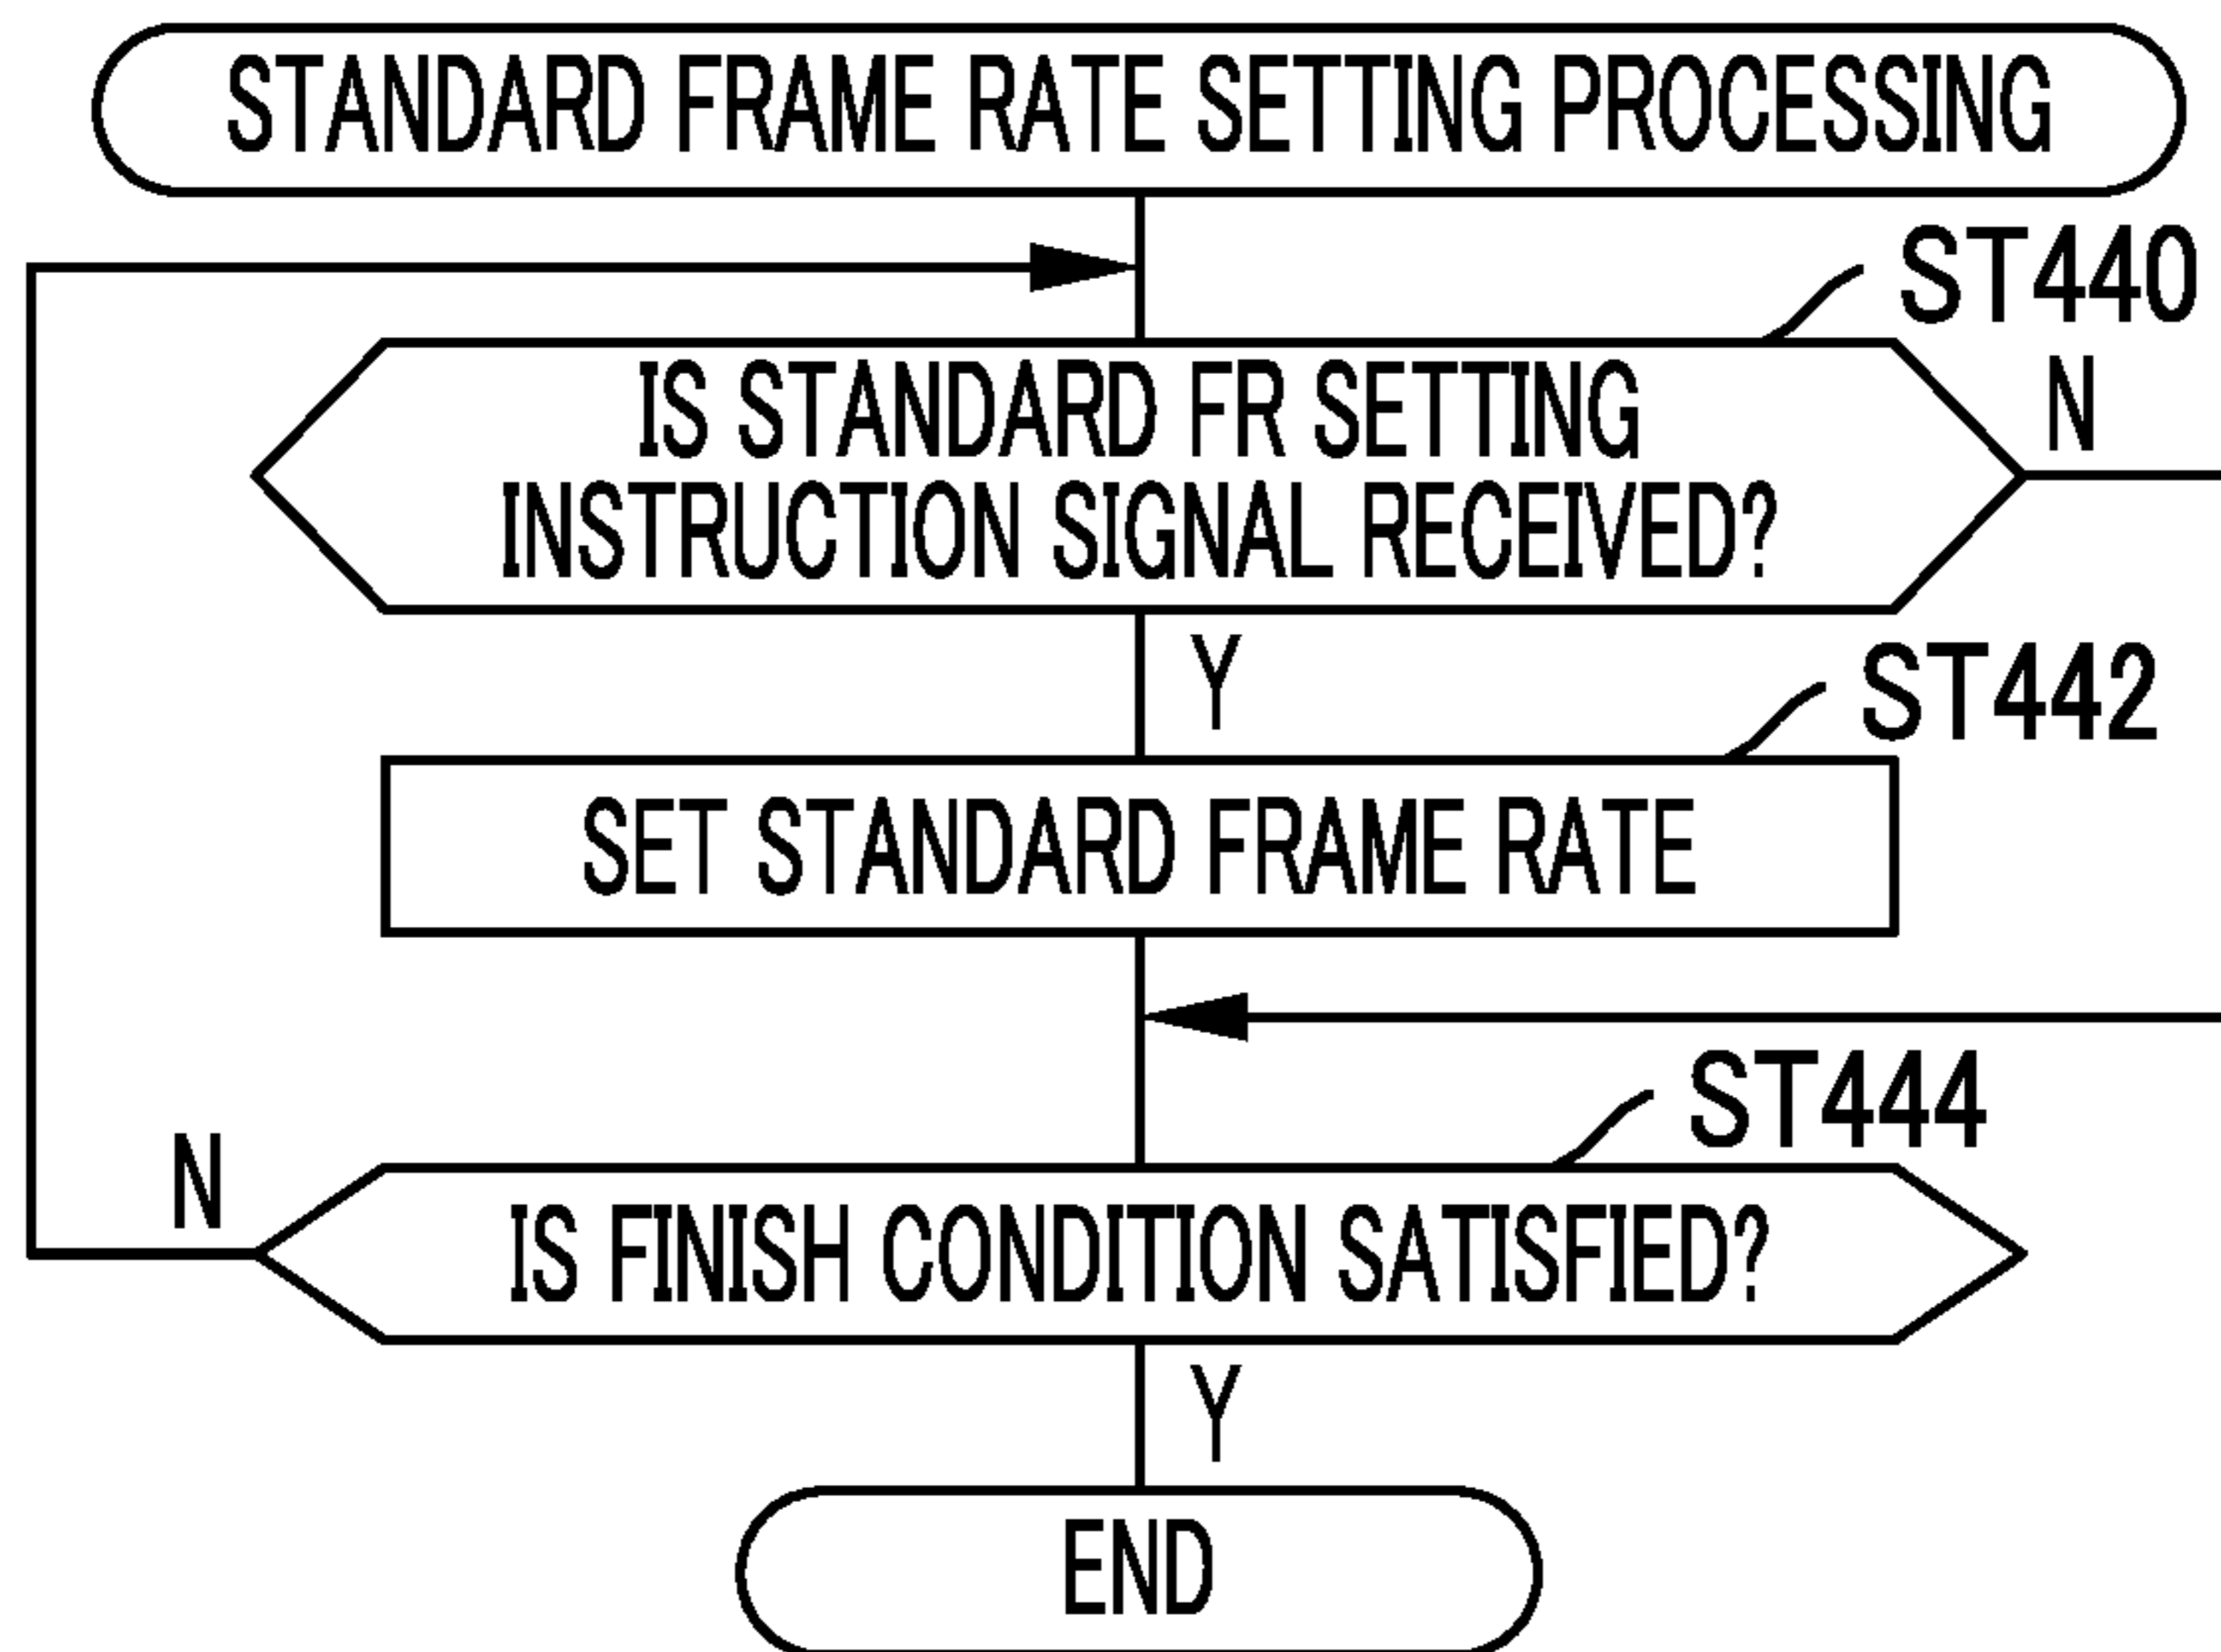 STANDARD FRAME RATE SETTING PROCESSING
ST440
IS STANDARD FR SETTING
INSTRUCTION SIGNAL RECEIVED?
N
Y
ST442
SET STANDARD FRAME RATE
ST444
N
IS FINISH CONDITION SATISFIED?
Y
END